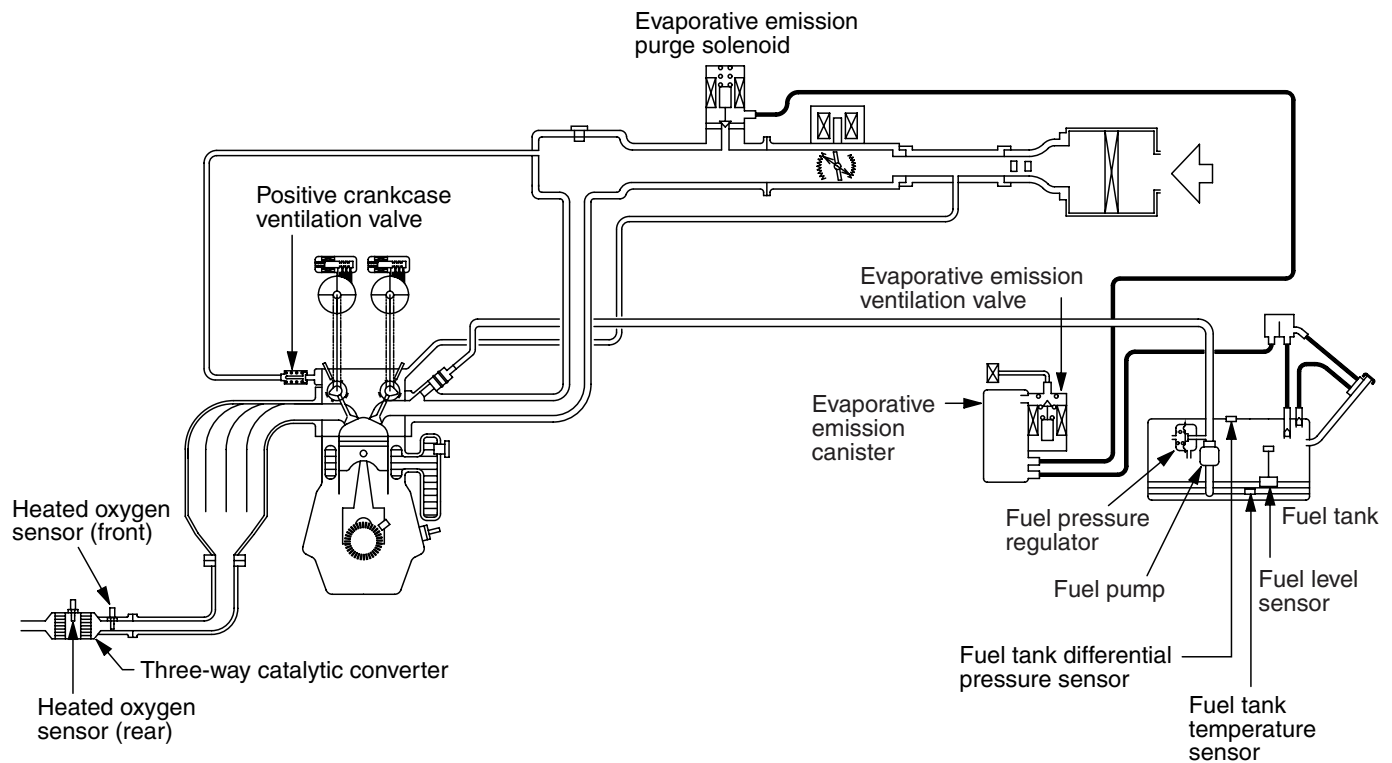 Evaporative emission
purge solenoid
Positive crankcase
ventilation valve
Evaporative emission
ventilation valve
Evaporative
emission
canister
Heated oxygen
sensor (front)
Fuel pressure
regulator
Fuel tank
Fuel pump
Fuel level
sensor
Three-way catalytic converter
Fuel tank differential
pressure sensor
Heated oxygen
sensor (rear)
Fuel tank
temperature
sensor